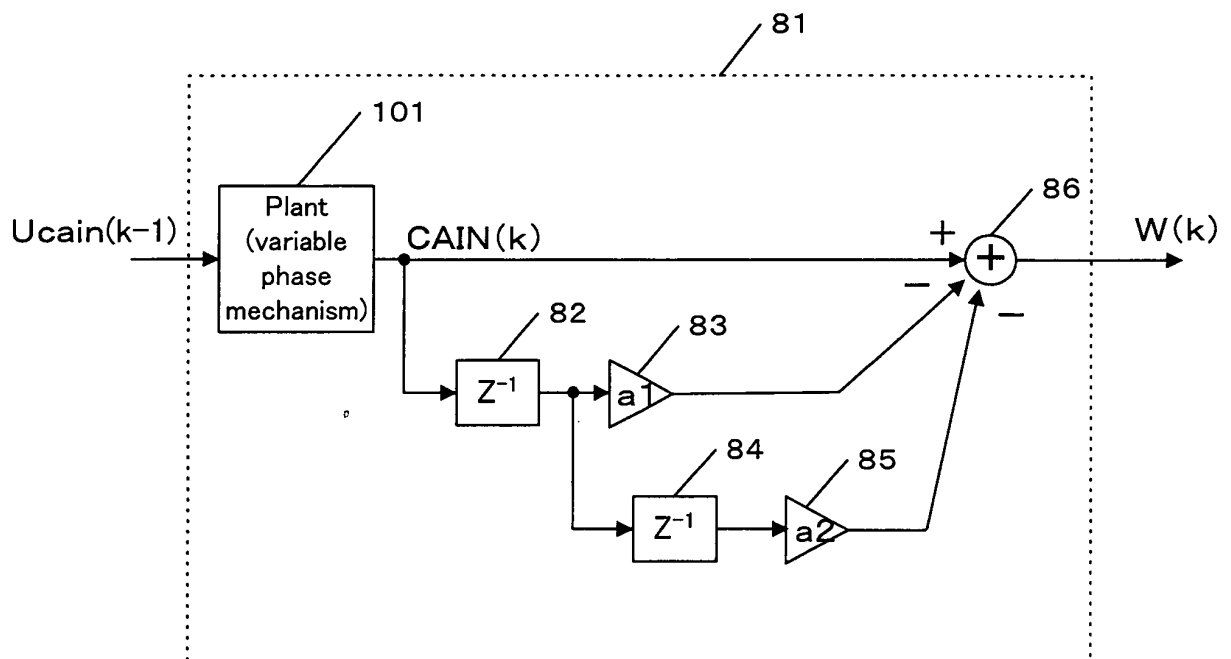 81
101
Plant
(variable
phase
mechanism)
Ucain(k-1)
CAIN(k)
86
+
+
W(k)
−
−
82
Z⁻¹
83
a1
84
Z⁻¹
85
a2